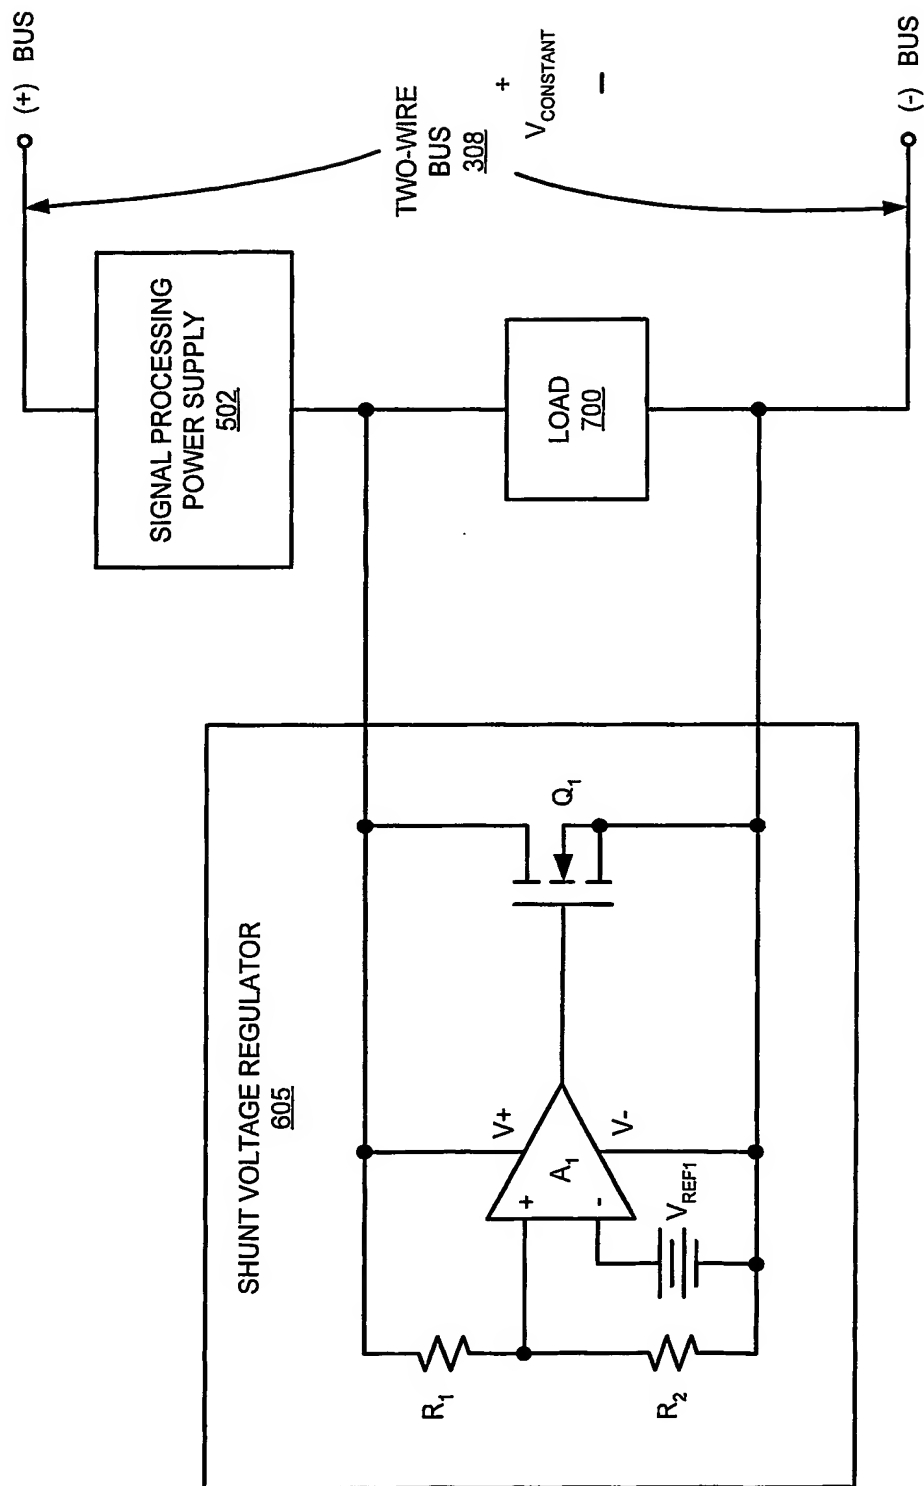 SHUNT VOLTAGE REGULATOR
605
R1
R2
+
-
A1
V+
V-
VREF1
Q1
SIGNAL PROCESSING
POWER SUPPLY
502
LOAD
700
TWO-WIRE
BUS
308
+
VCONSTANT
-
(+) BUS
(-) BUS